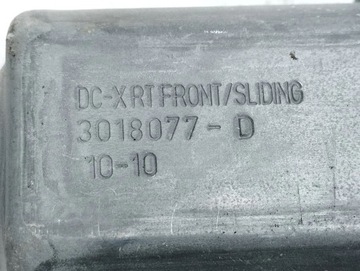 DC-X RT FRONT/SLIDING
3018077-D
10-10